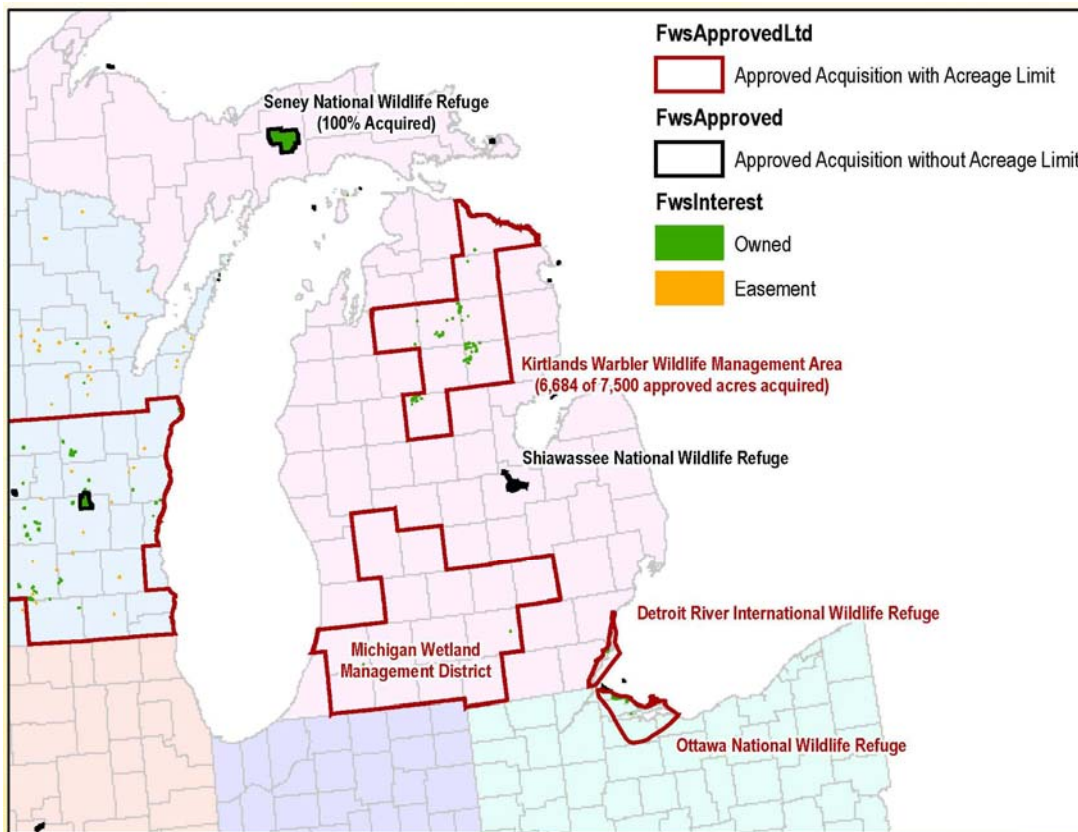 FwsApprovedLtd
Approved Acquisition with Acreage Limit
FwsApproved
Approved Acquisition without Acreage Limit
FwsInterest
Owned
Easement
Seney National Wildlife Refuge
(100% Acquired)
Kirtlands Warbler Wildlife Management Area
(6,684 of 7,500 approved acres acquired)
Shiawassee National Wildlife Refuge
Detroit River International Wildlife Refuge
Michigan Wetland
Management District
Ottawa National Wildlife Refuge